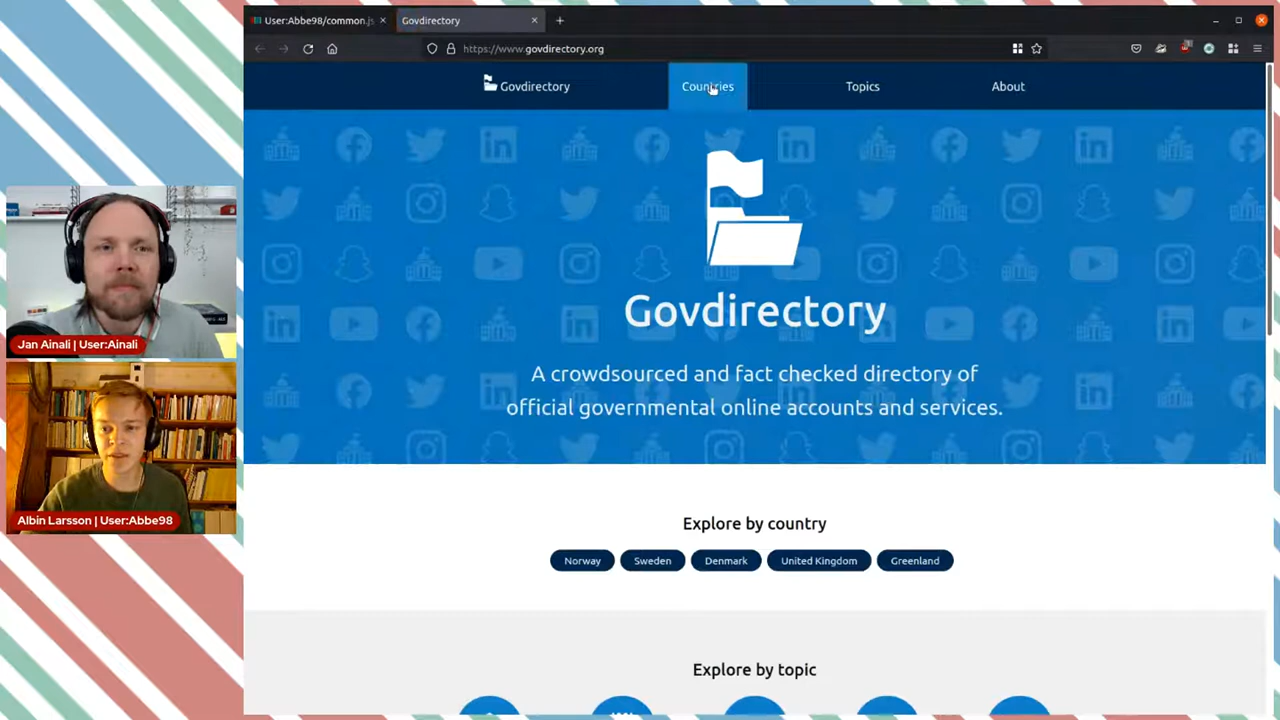 User:Abbe98/common.js
Govdirectory
https://www.govdirectory.org
Govdirectory
Countries
Topics
About
Govdirectory
A crowdsourced and fact checked directory of
official governmental online accounts and services.
Explore by country
Norway
Sweden
Denmark
United Kingdom
Greenland
Explore by topic
Jan Ainali | User:Ainali
Albin Larsson | User:Abbe98